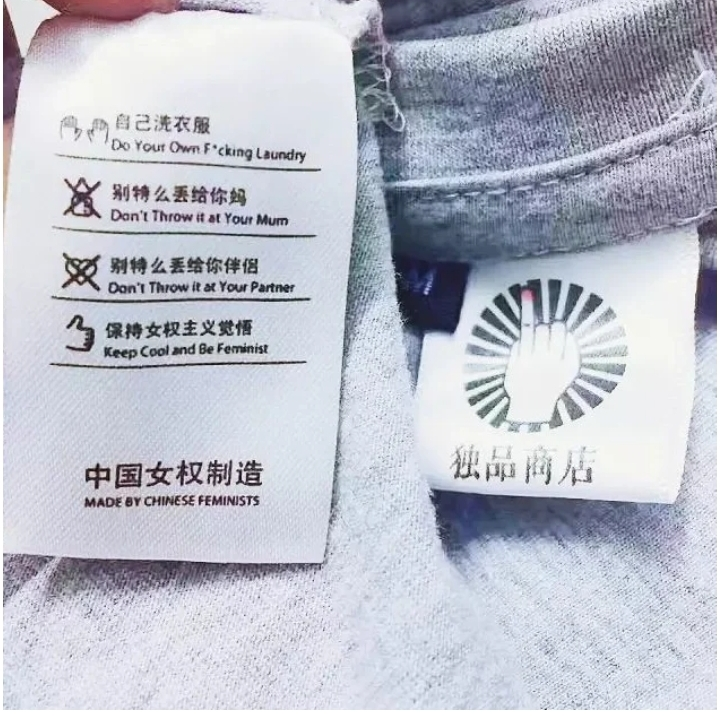 自己洗衣服
Do Your Own F*cking Laundry
别特么丢给你妈
Don't Throw it at Your Mum
别特么丢给你伴侣
Don't Throw it at Your Partner
保持女权主义觉悟
Keep Cool and Be Feminist
中国女权制造
MADE BY CHINESE FEMINISTS
独品商店